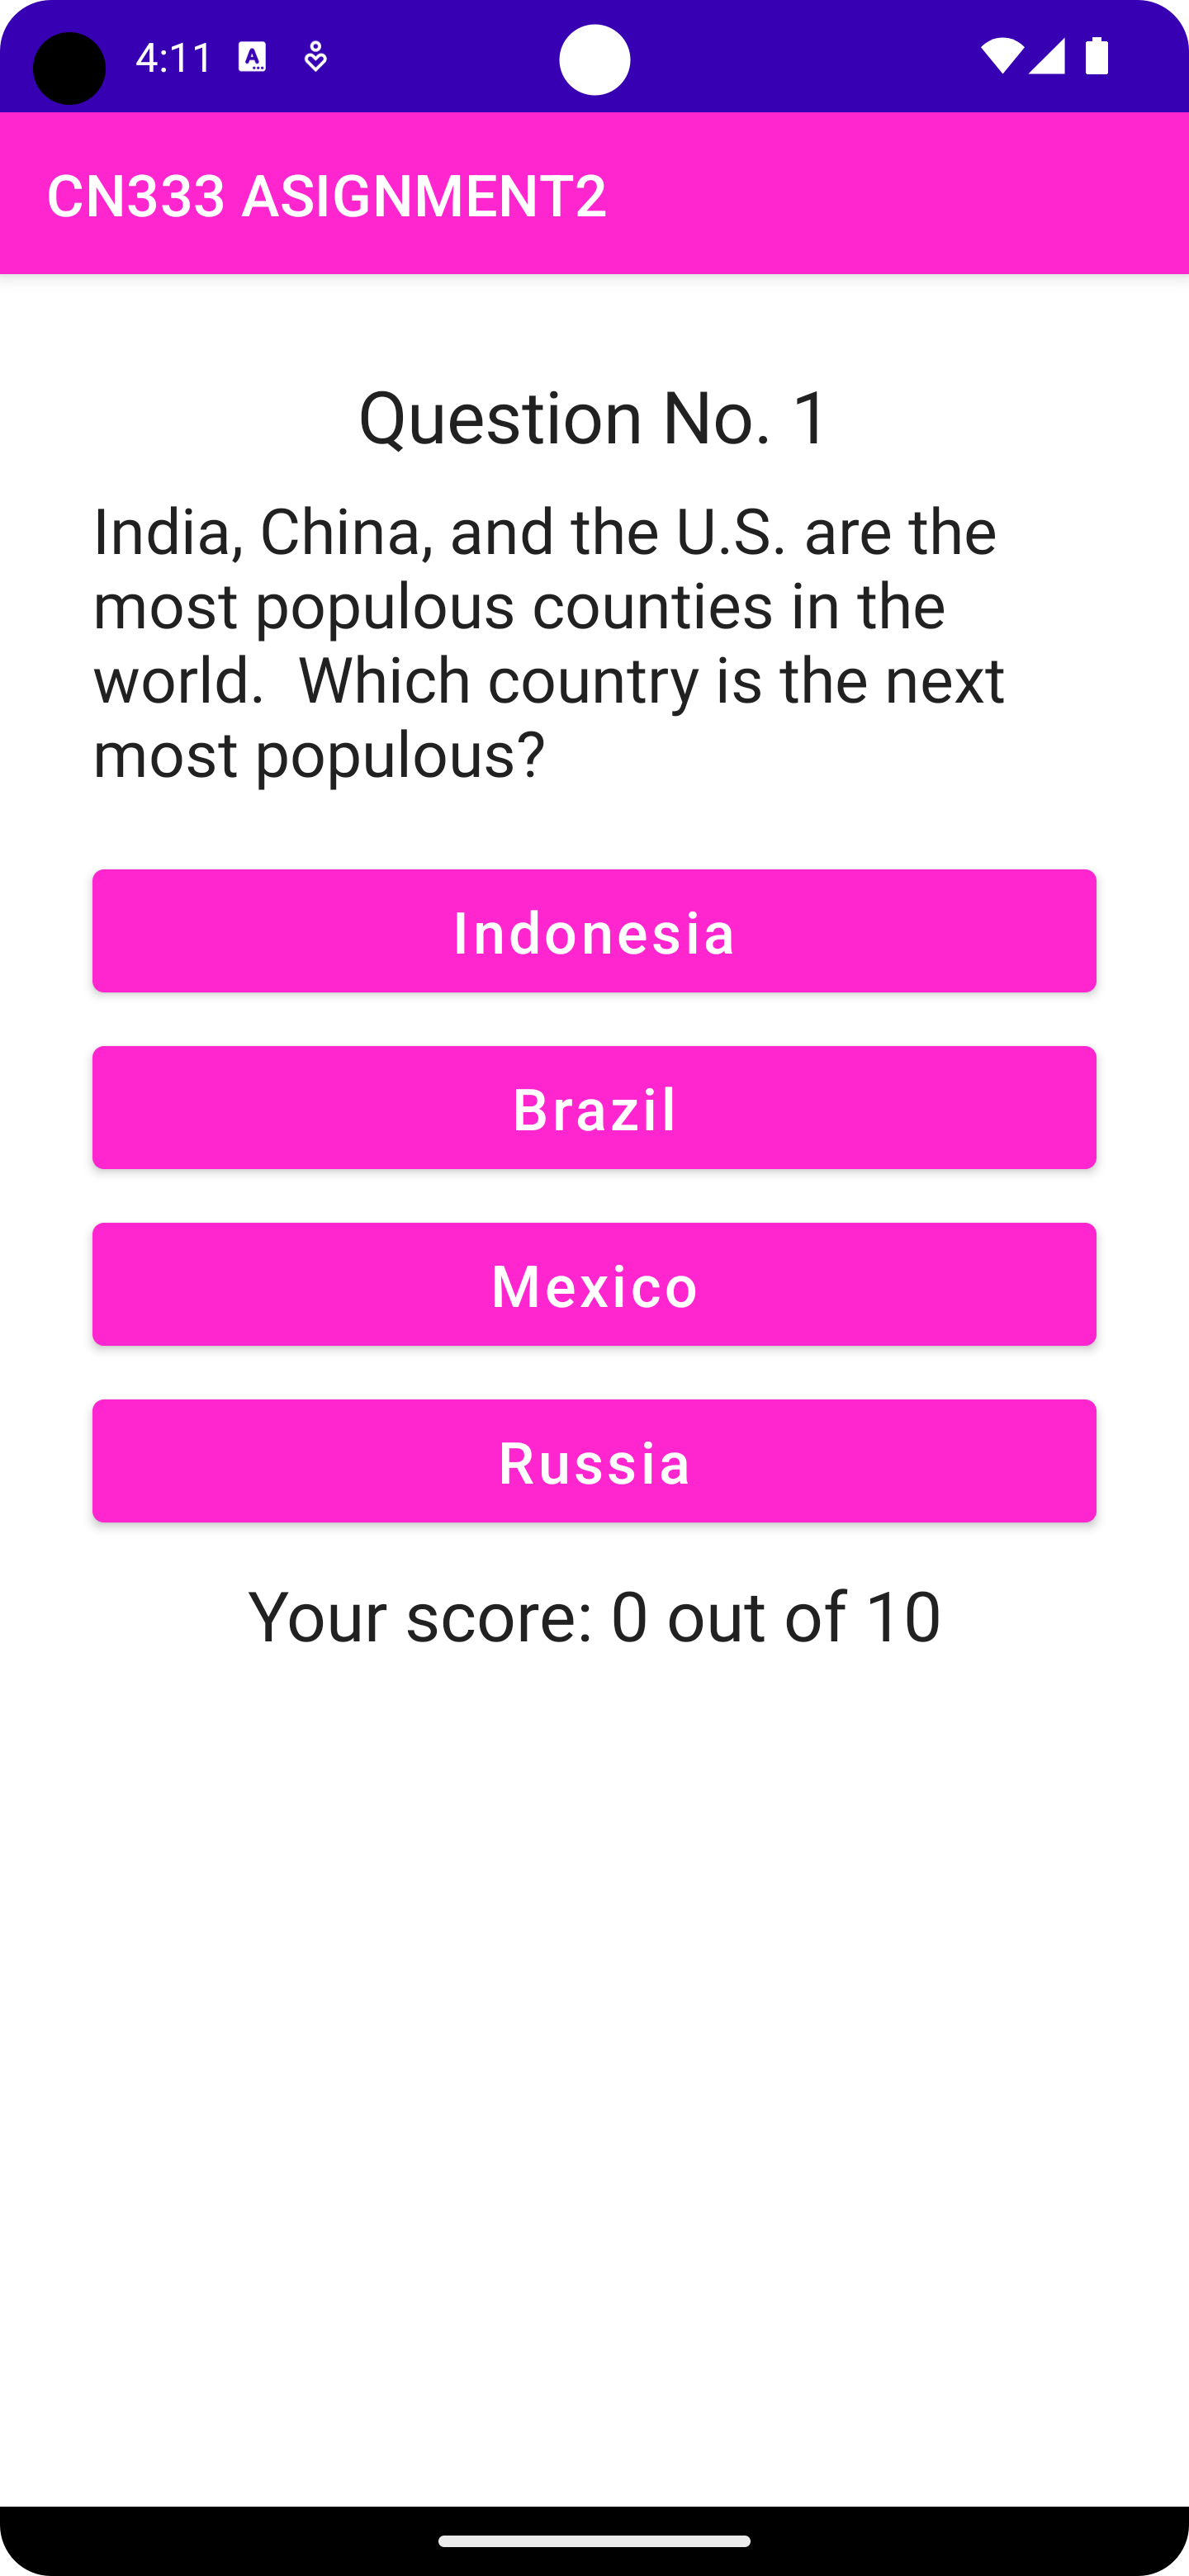 4:11
CN333 ASIGNMENT2
Question No. 1
India, China, and the U.S. are the
most populous counties in the
world.  Which country is the next
most populous?
Indonesia
Brazil
Mexico
Russia
Your score: 0 out of 10